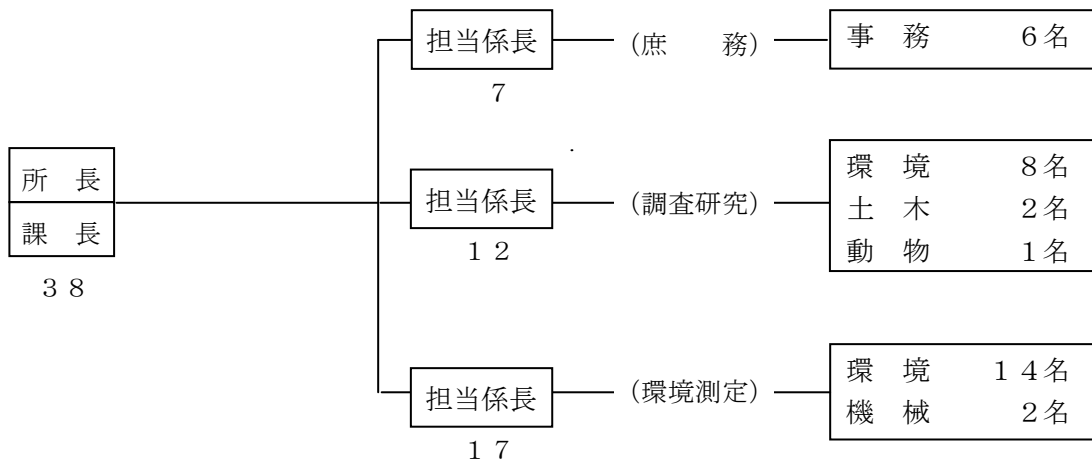 担当係長 （庶　　務） 事　務　　　６名
７
所　長
課　長
３８
担当係長 （調査研究） 環　境　　　８名
土　木　　　２名
動　物　　　１名
１２
担当係長 （環境測定） 環　境　　１４名
機　械　　　２名
１７